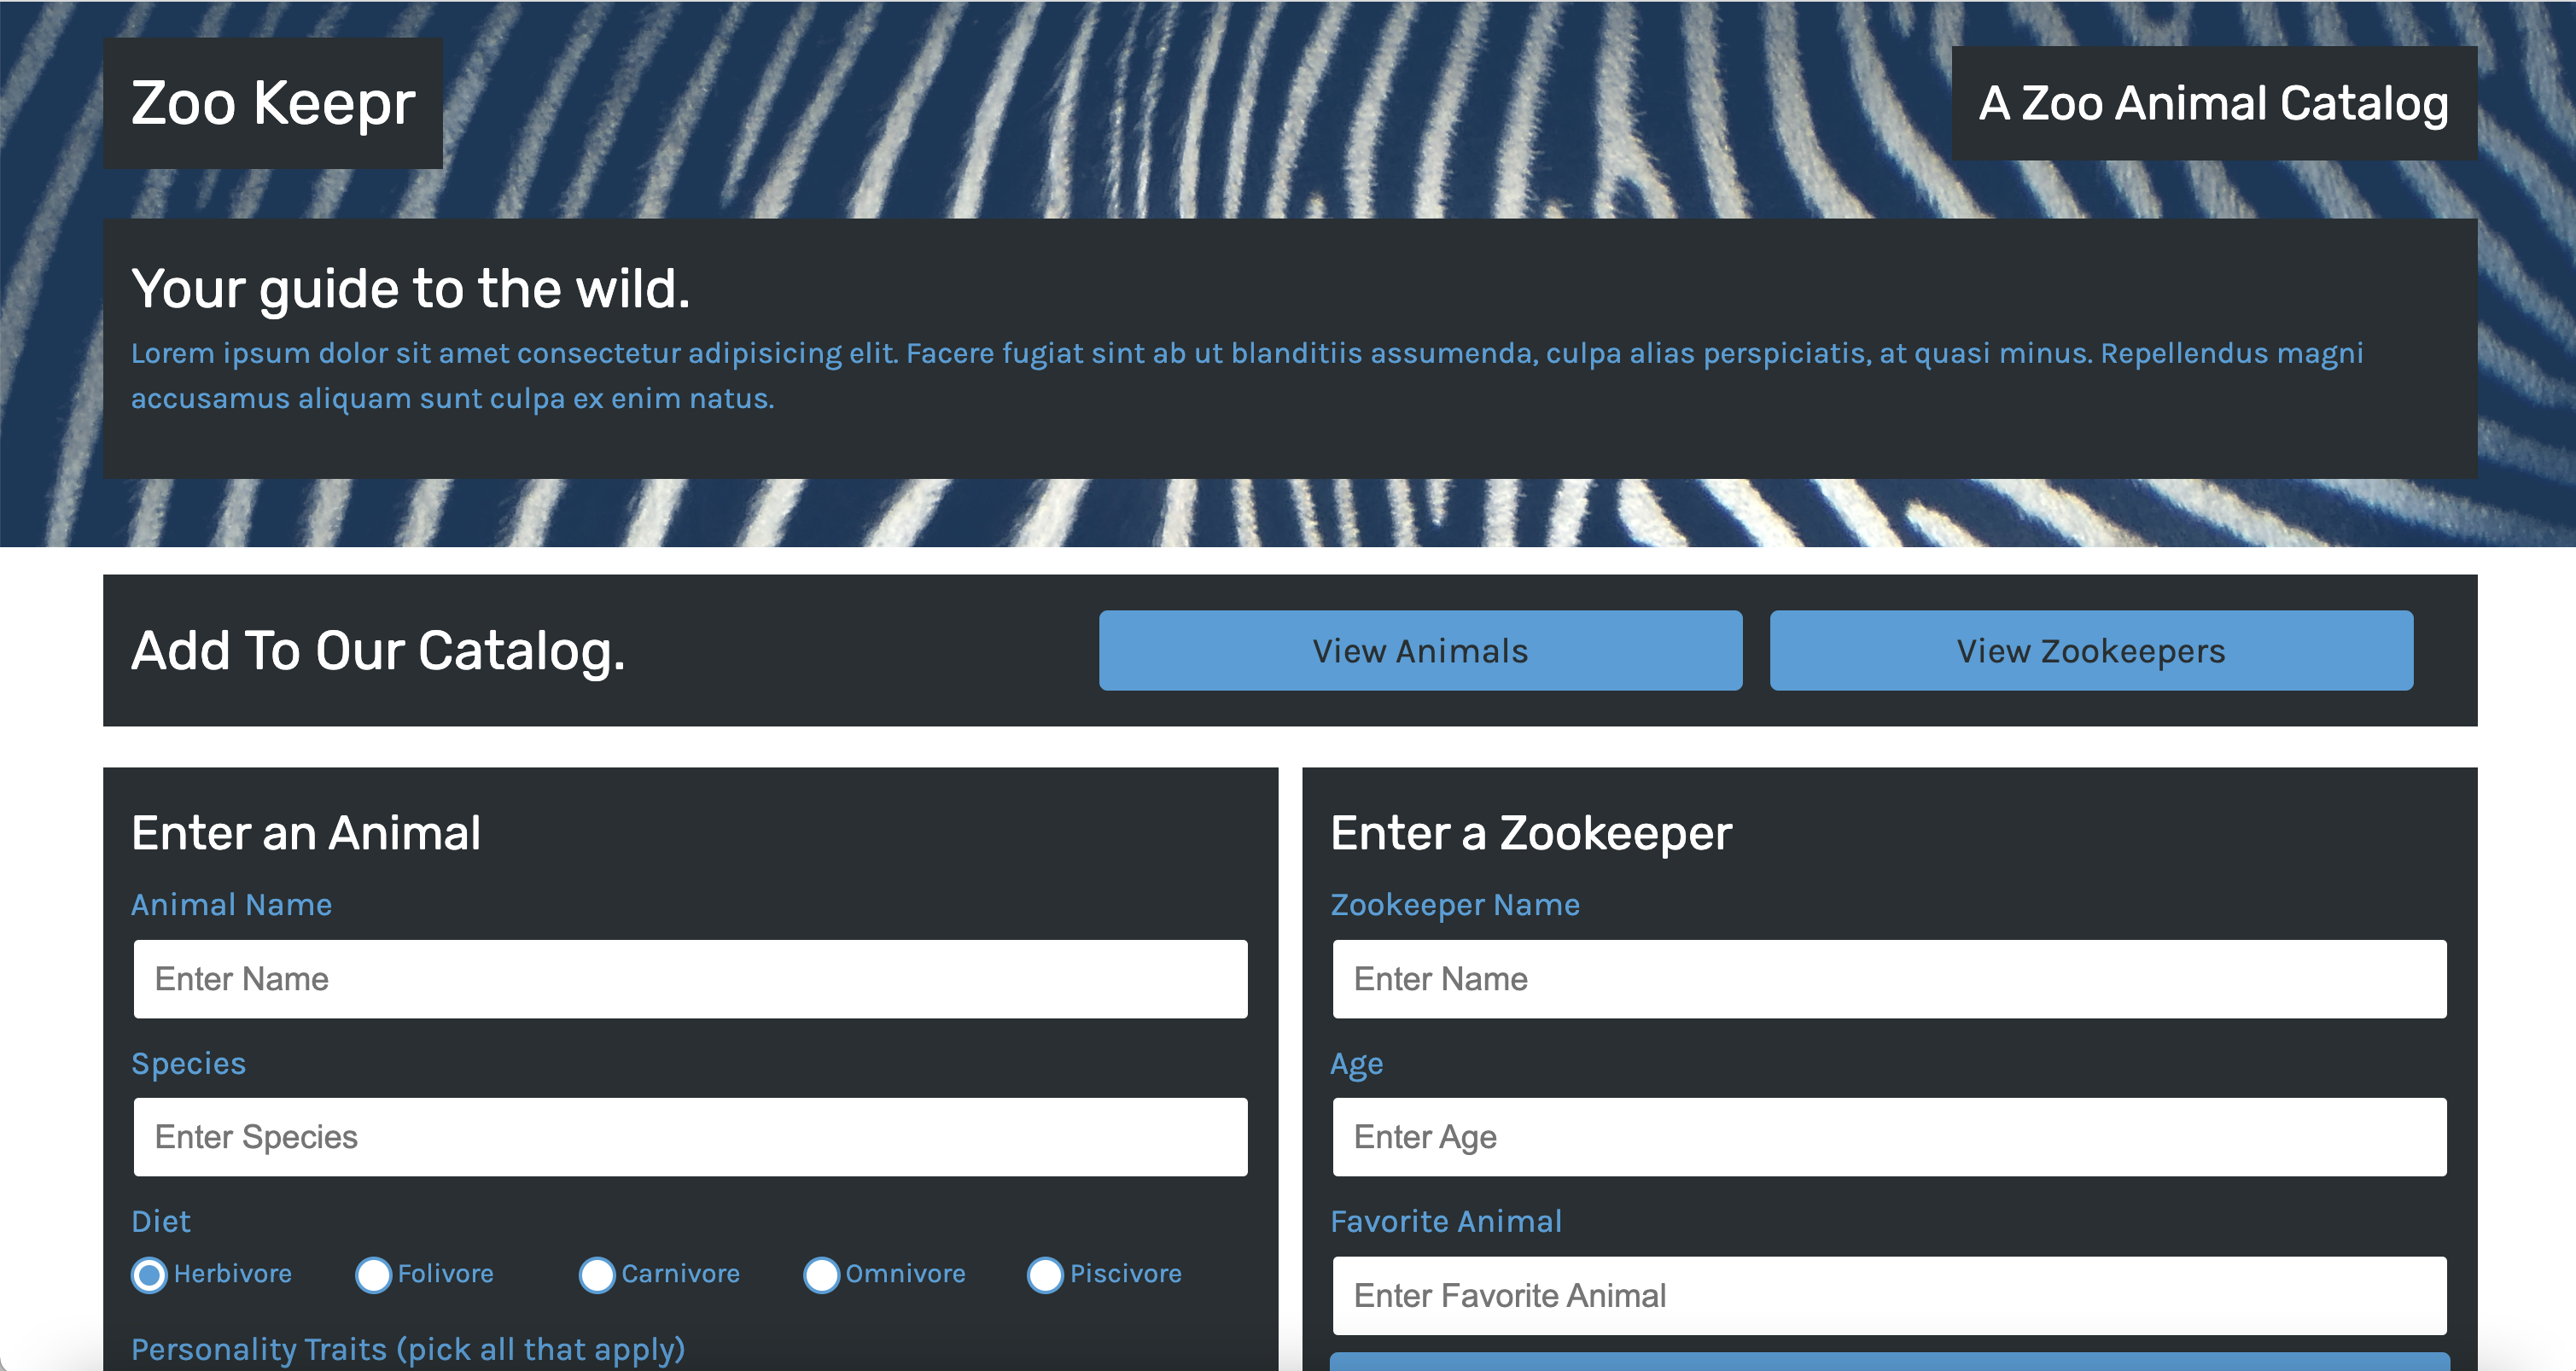 Zoo Keepr
A Zoo Animal Catalog
Your guide to the wild.
Lorem ipsum dolor sit amet consectetur adipisicing elit. Facere fugiat sint ab ut blanditiis assumenda, culpa alias perspiciatis, at quasi minus. Repellendus magni
accusamus aliquam sunt culpa ex enim natus.
Add To Our Catalog.
View Animals
View Zookeepers
Enter an Animal
Animal Name
Enter Name
Species
Enter Species
Diet
Herbivore
Folivore
Carnivore
Omnivore
Piscivore
Personality Traits (pick all that apply)
Enter a Zookeeper
Zookeeper Name
Enter Name
Age
Enter Age
Favorite Animal
Enter Favorite Animal